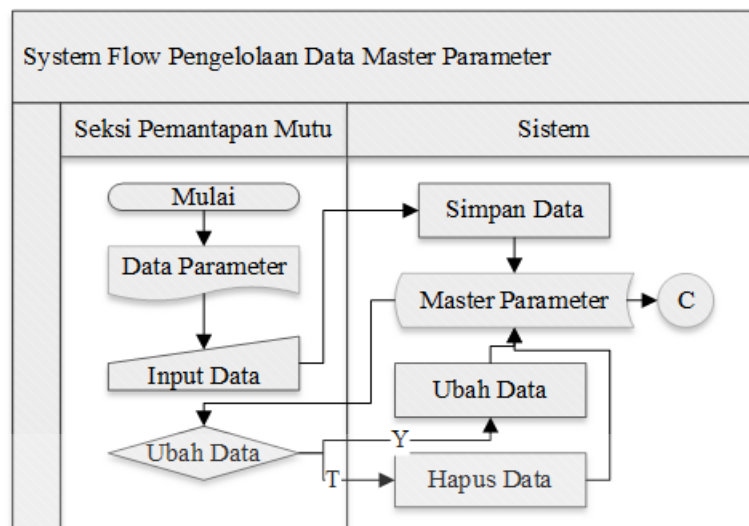 System Flow Pengelolaan Data Master Parameter
Seksi Pemantapan Mutu
Sistem
Mulai
Simpan Data
Data Parameter
Master Parameter
C
Input Data
Ubah Data
Ubah Data
Y
T
Hapus Data